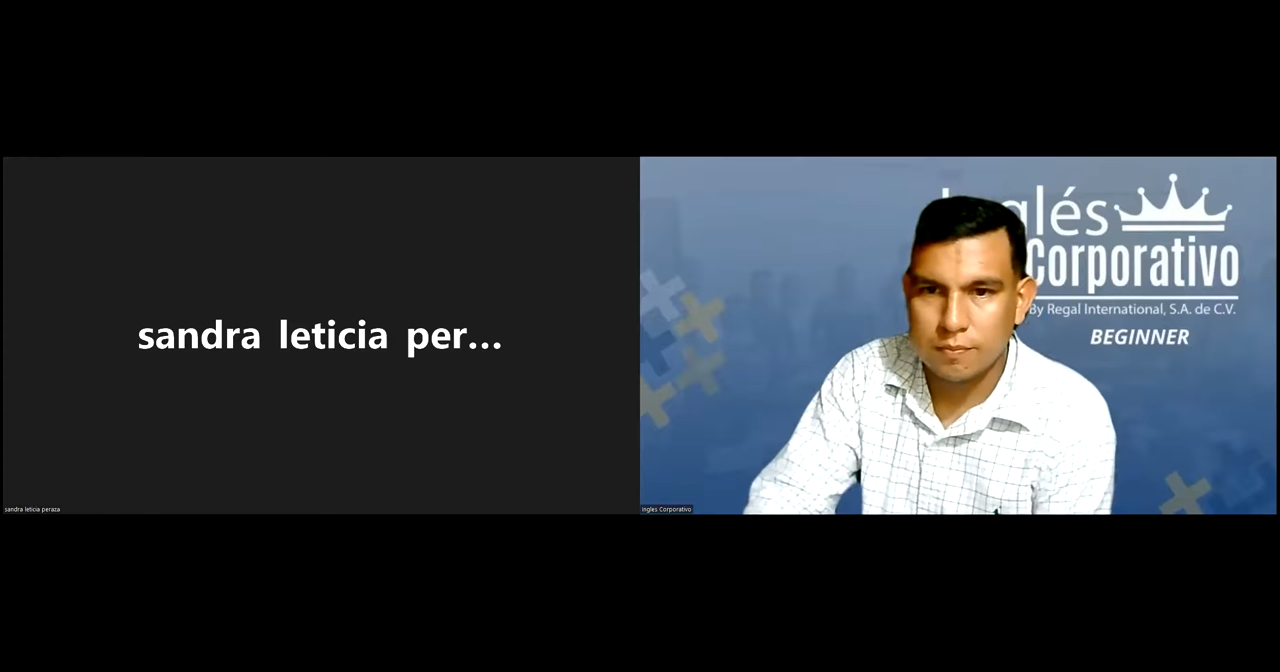 sandra leticia per...
sandra leticia peraza
Inglés
Corporativo
By Regal International, S.A. de C.V.
BEGINNER
Ingles Corporativo